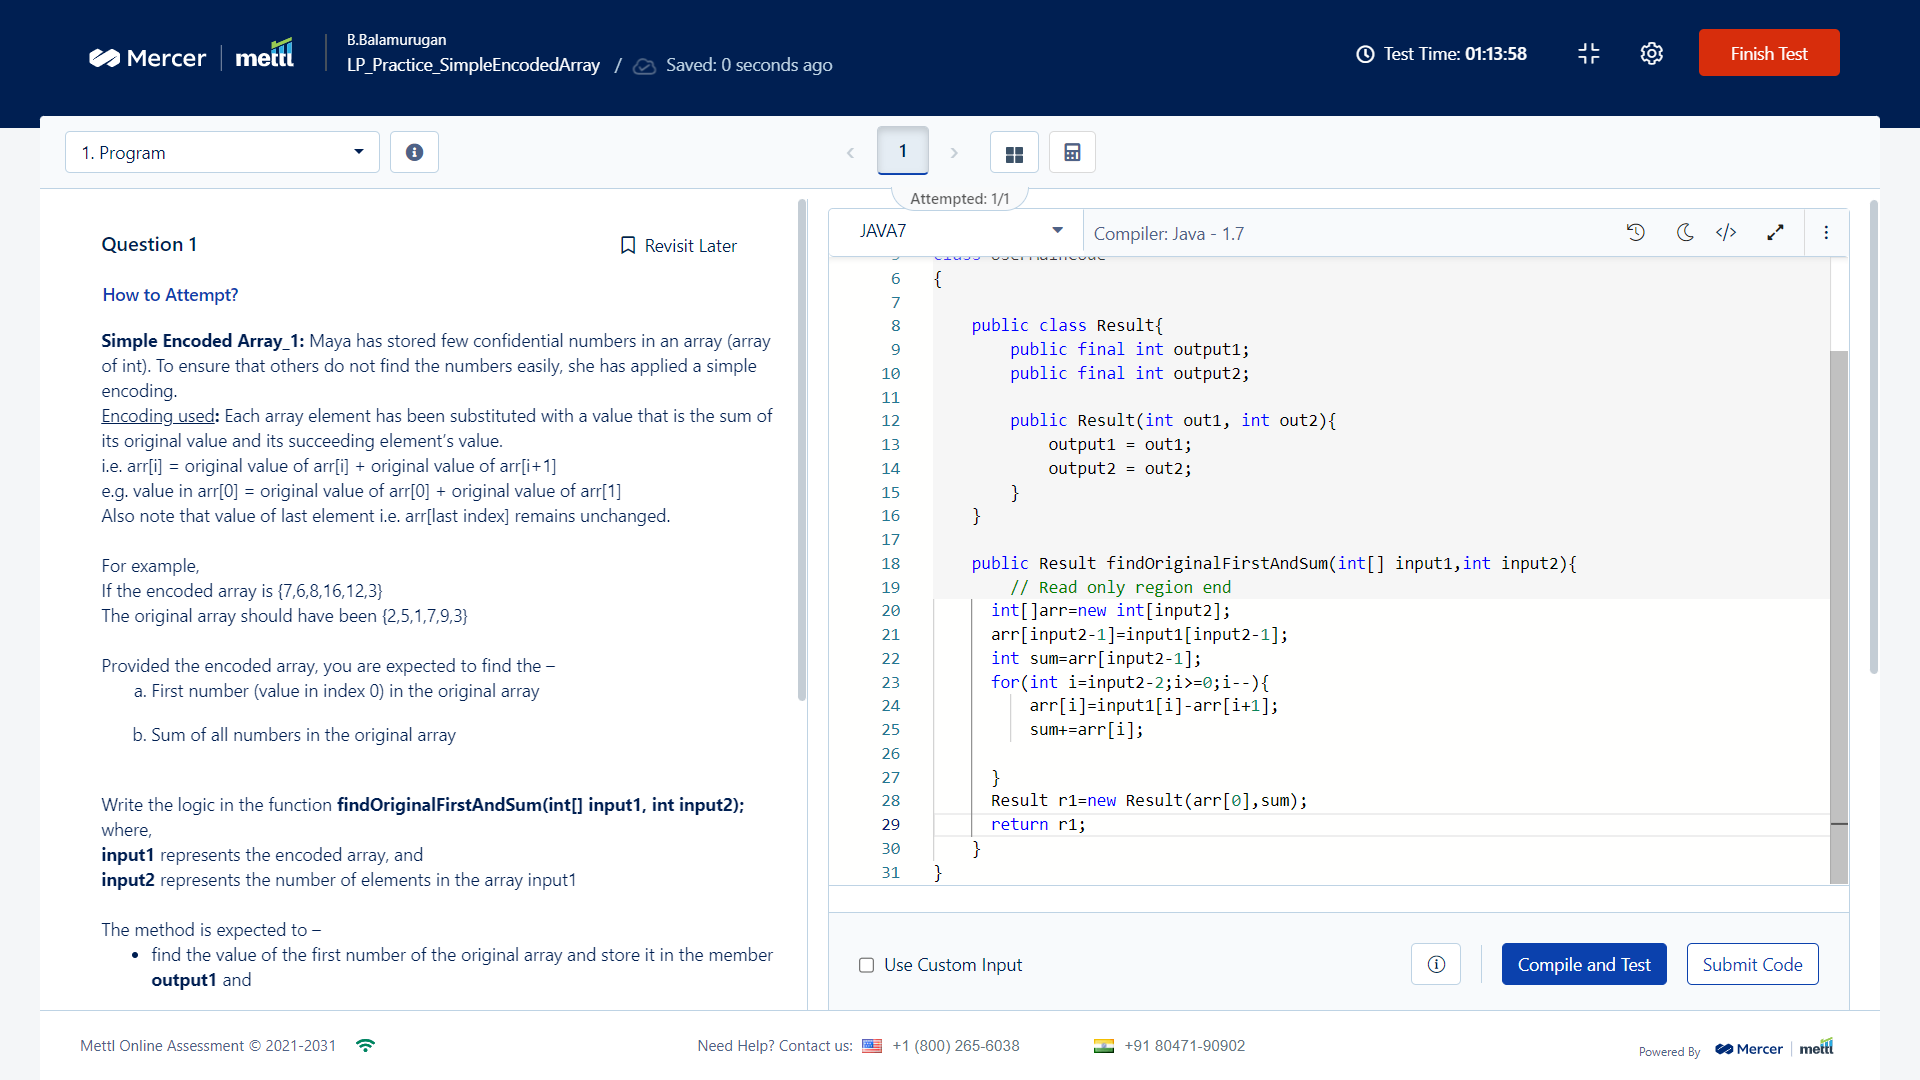 Mercer | mettl
B.Balamurugan
LP_Practice_SimpleEncodedArray / Saved: 0 seconds ago
Test Time: 01:13:58
Finish Test
1. Program
1
Attempted: 1/1
Question 1
Revisit Later
How to Attempt?
Simple Encoded Array_1: Maya has stored few confidential numbers in an array (array
of int). To ensure that others do not find the numbers easily, she has applied a simple
encoding.
Encoding used: Each array element has been substituted with a value that is the sum of
its original value and its succeeding element's value.
i.e. arr[i] = original value of arr[i] + original value of arr[i+1]
e.g. value in arr[0] = original value of arr[0] + original value of arr[1]
Also note that value of last element i.e. arr[last index] remains unchanged.
For example,
If the encoded array is {7,6,8,16,12,3}
The original array should have been {2,5,1,7,9,3}
Provided the encoded array, you are expected to find the –
a. First number (value in index 0) in the original array
b. Sum of all numbers in the original array
Write the logic in the function findOriginalFirstAndSum(int[] input1, int input2);
where,
input1 represents the encoded array, and
input2 represents the number of elements in the array input1
The method is expected to –
• find the value of the first number of the original array and store it in the member
output1 and
JAVA7
Compiler: Java - 1.7
5 class UserMainCode
6 {
7
8 public class Result{
9 public final int output1;
10 public final int output2;
11
12 public Result(int out1, int out2){
13 output1 = out1;
14 output2 = out2;
15 }
16 }
17
18 public Result findOriginalFirstAndSum(int[] input1,int input2){
19 // Read only region end
20 int[]arr=new int[input2];
21 arr[input2-1]=input1[input2-1];
22 int sum=arr[input2-1];
23 for(int i=input2-2;i>=0;i--){
24 arr[i]=input1[i]-arr[i+1];
25 sum+=arr[i];
26
27 }
28 Result r1=new Result(arr[0],sum);
29 return r1;
30 }
31 }
Use Custom Input
Compile and Test
Submit Code
Mettl Online Assessment © 2021-2031
Need Help? Contact us: +1 (800) 265-6038
+91 80471-90902
Powered By Mercer | mettl